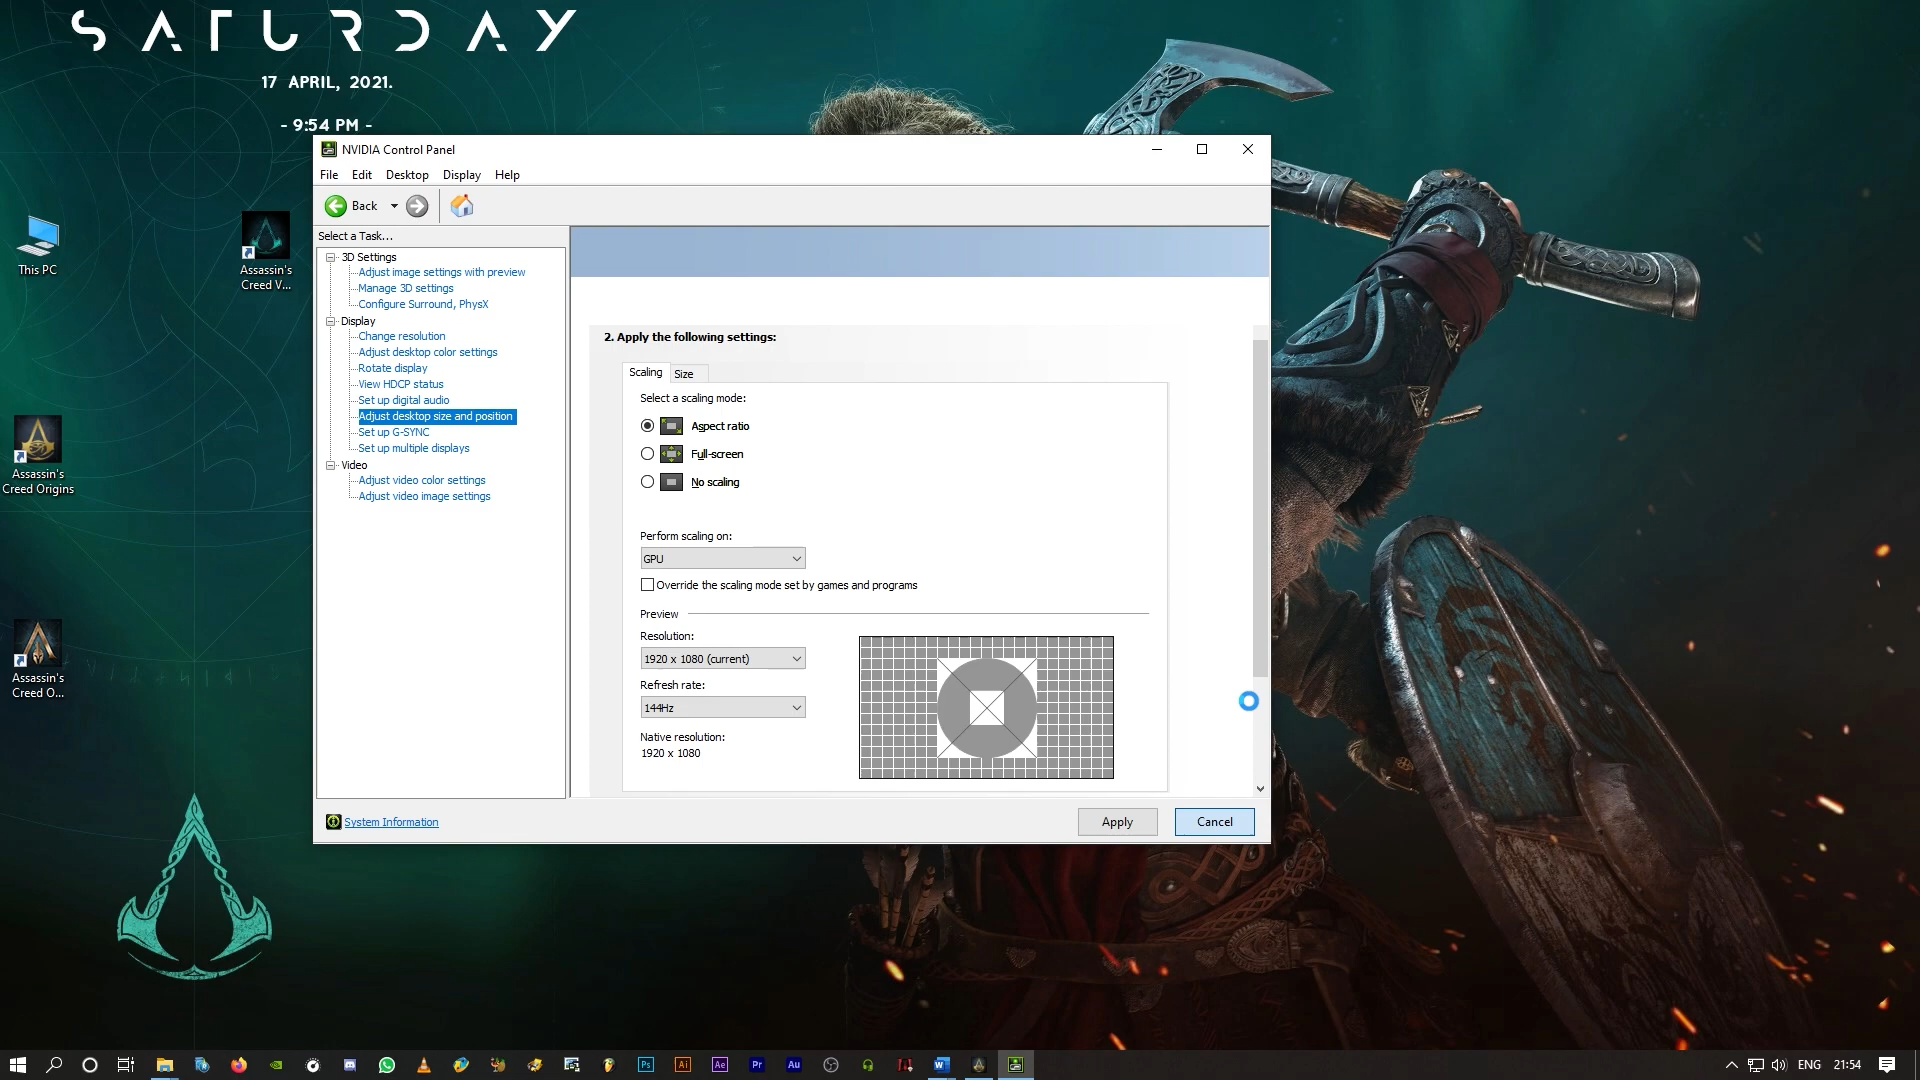 SATURDAY
17 APRIL, 2021.
- 9:54 PM -
This PC
Assassin's
Creed V...
Assassin's
Creed Origins
Assassin's
Creed O...
NVIDIA Control Panel
File Edit Desktop Display Help
Back
Select a Task...
3D Settings
Adjust image settings with preview
Manage 3D settings
Configure Surround, PhysX
Display
Change resolution
Adjust desktop color settings
Rotate display
View HDCP status
Set up digital audio
Adjust desktop size and position
Set up G-SYNC
Set up multiple displays
Video
Adjust video color settings
Adjust video image settings
System Information
2. Apply the following settings:
Scaling Size
Select a scaling mode:
Aspect ratio
Full-screen
No scaling
Perform scaling on:
GPU
Override the scaling mode set by games and programs
Preview
Resolution:
1920 x 1080 (current)
Refresh rate:
144Hz
Native resolution:
1920 x 1080
Apply Cancel
Ps Ai Ae Pr Au W ENG 21:54